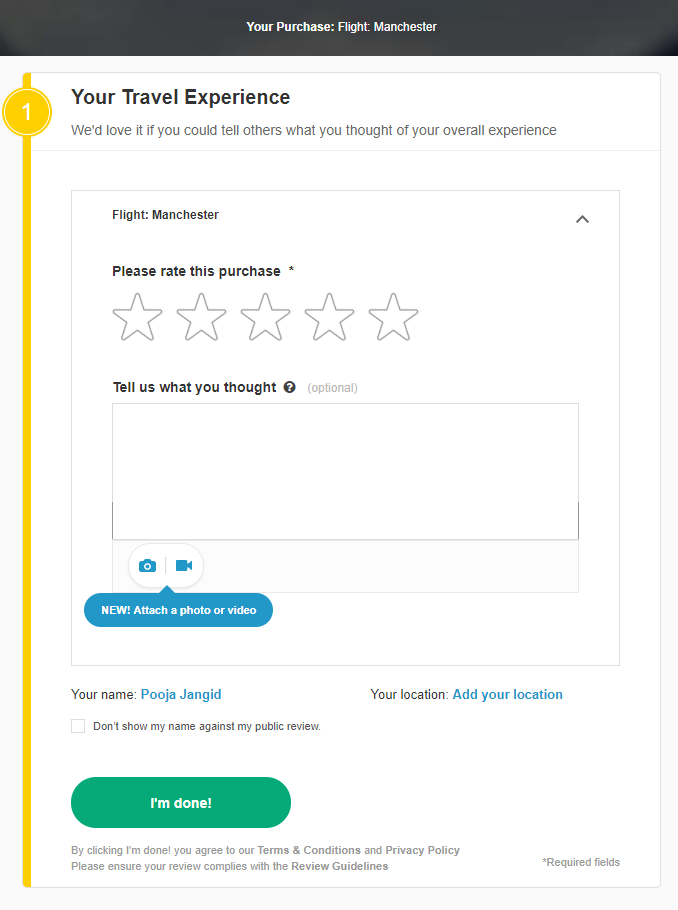 Your Purchase: Flight: Manchester
1
Your Travel Experience
We'd love it if you could tell others what you thought of your overall experience
Flight: Manchester
Please rate this purchase *
Tell us what you thought ? (optional)
NEW! Attach a photo or video
Your name: Pooja Jangid
Your location: Add your location
Don't show my name against my public review.
I'm done!
By clicking I'm done! you agree to our Terms & Conditions and Privacy Policy
Please ensure your review complies with the Review Guidelines
*Required fields